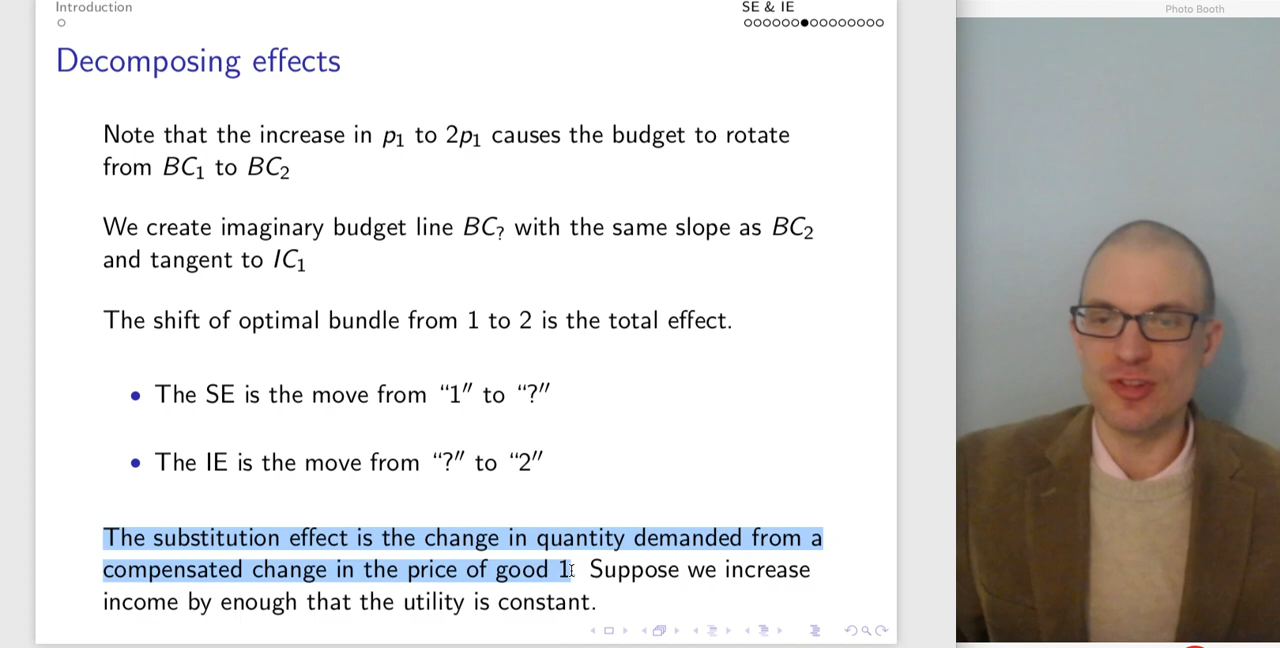 Introduction
SE & IE
Photo Booth
Decomposing effects
Note that the increase in p₁ to 2p₁ causes the budget to rotate
from BC₁ to BC₂
We create imaginary budget line BC? with the same slope as BC₂
and tangent to IC₁
The shift of optimal bundle from 1 to 2 is the total effect.
• The SE is the move from “1” to “?”
• The IE is the move from “?” to “2”
The substitution effect is the change in quantity demanded from a
compensated change in the price of good 1. Suppose we increase
income by enough that the utility is constant.